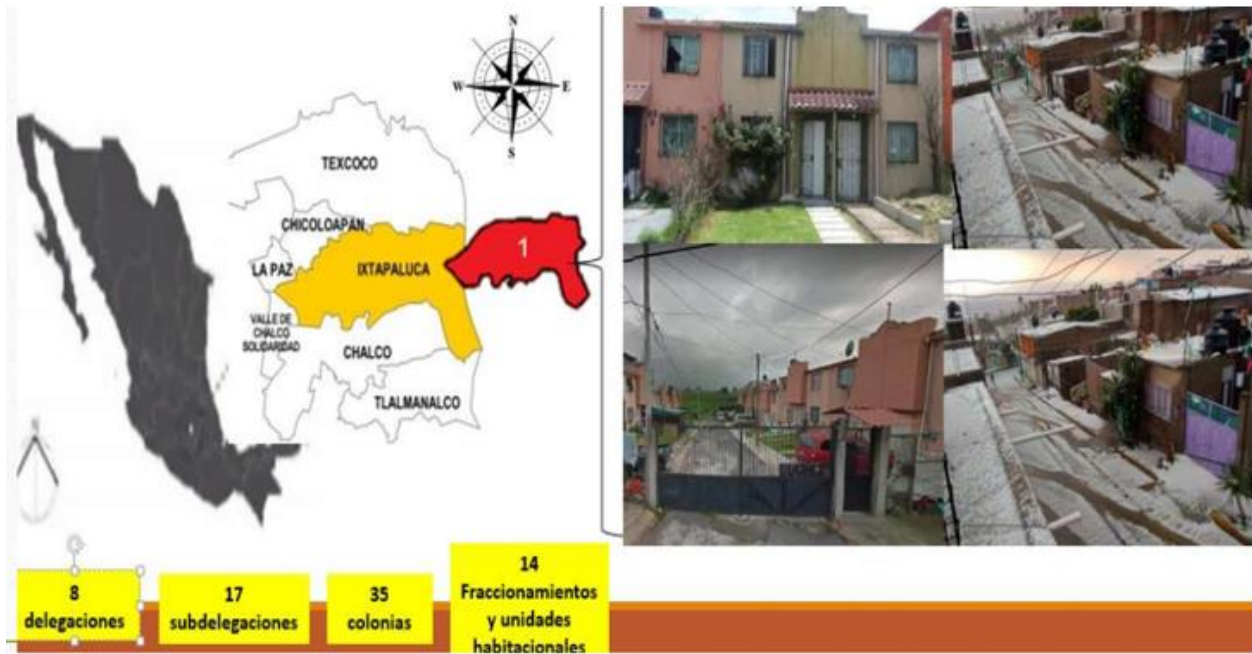 N
W
E
S
TEXCOCO
CHICOLOAPAN
LA PAZ
IXTAPALUCA
1
VALLE DE
CHALCO
SOLIDARIDAD
CHALCO
TLALMANALCO
N
8
delegaciones
17
subdelegaciones
35
colonias
14
Fraccionamientos
y unidades
habitacionales